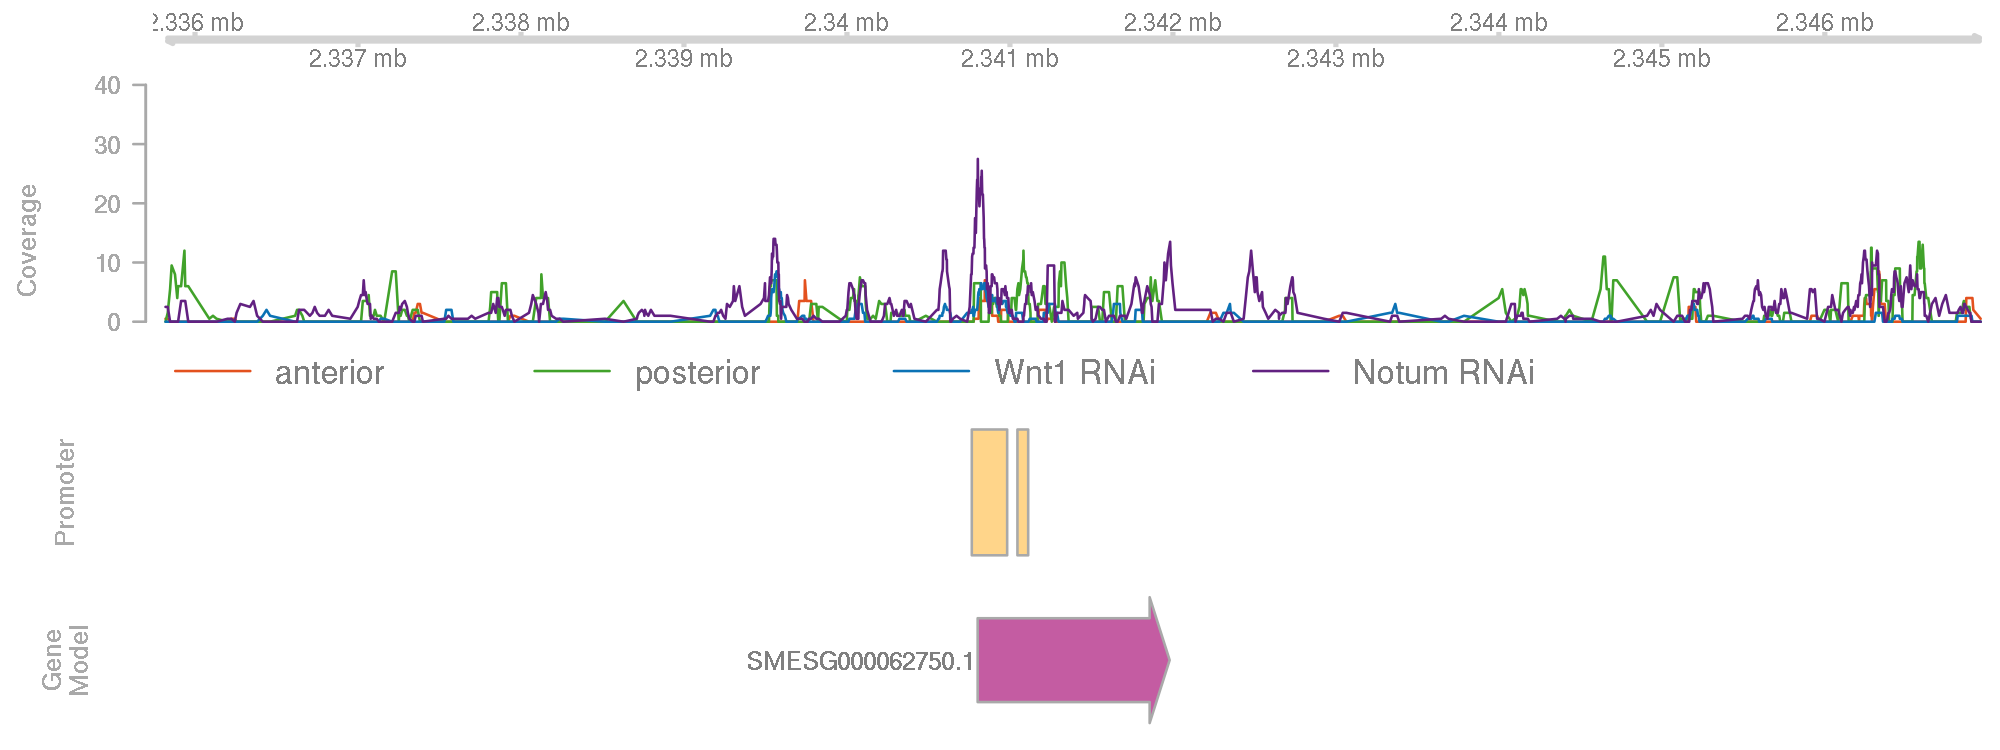 2.336 mb 2.338 mb 2.34 mb 2.342 mb 2.344 mb 2.346 mb
2.337 mb 2.339 mb 2.341 mb 2.343 mb 2.345 mb
40
30
20
10
0
Coverage
anterior posterior Wnt1 RNAi Notum RNAi
Promoter
Gene
Model
SMESG000062750.1